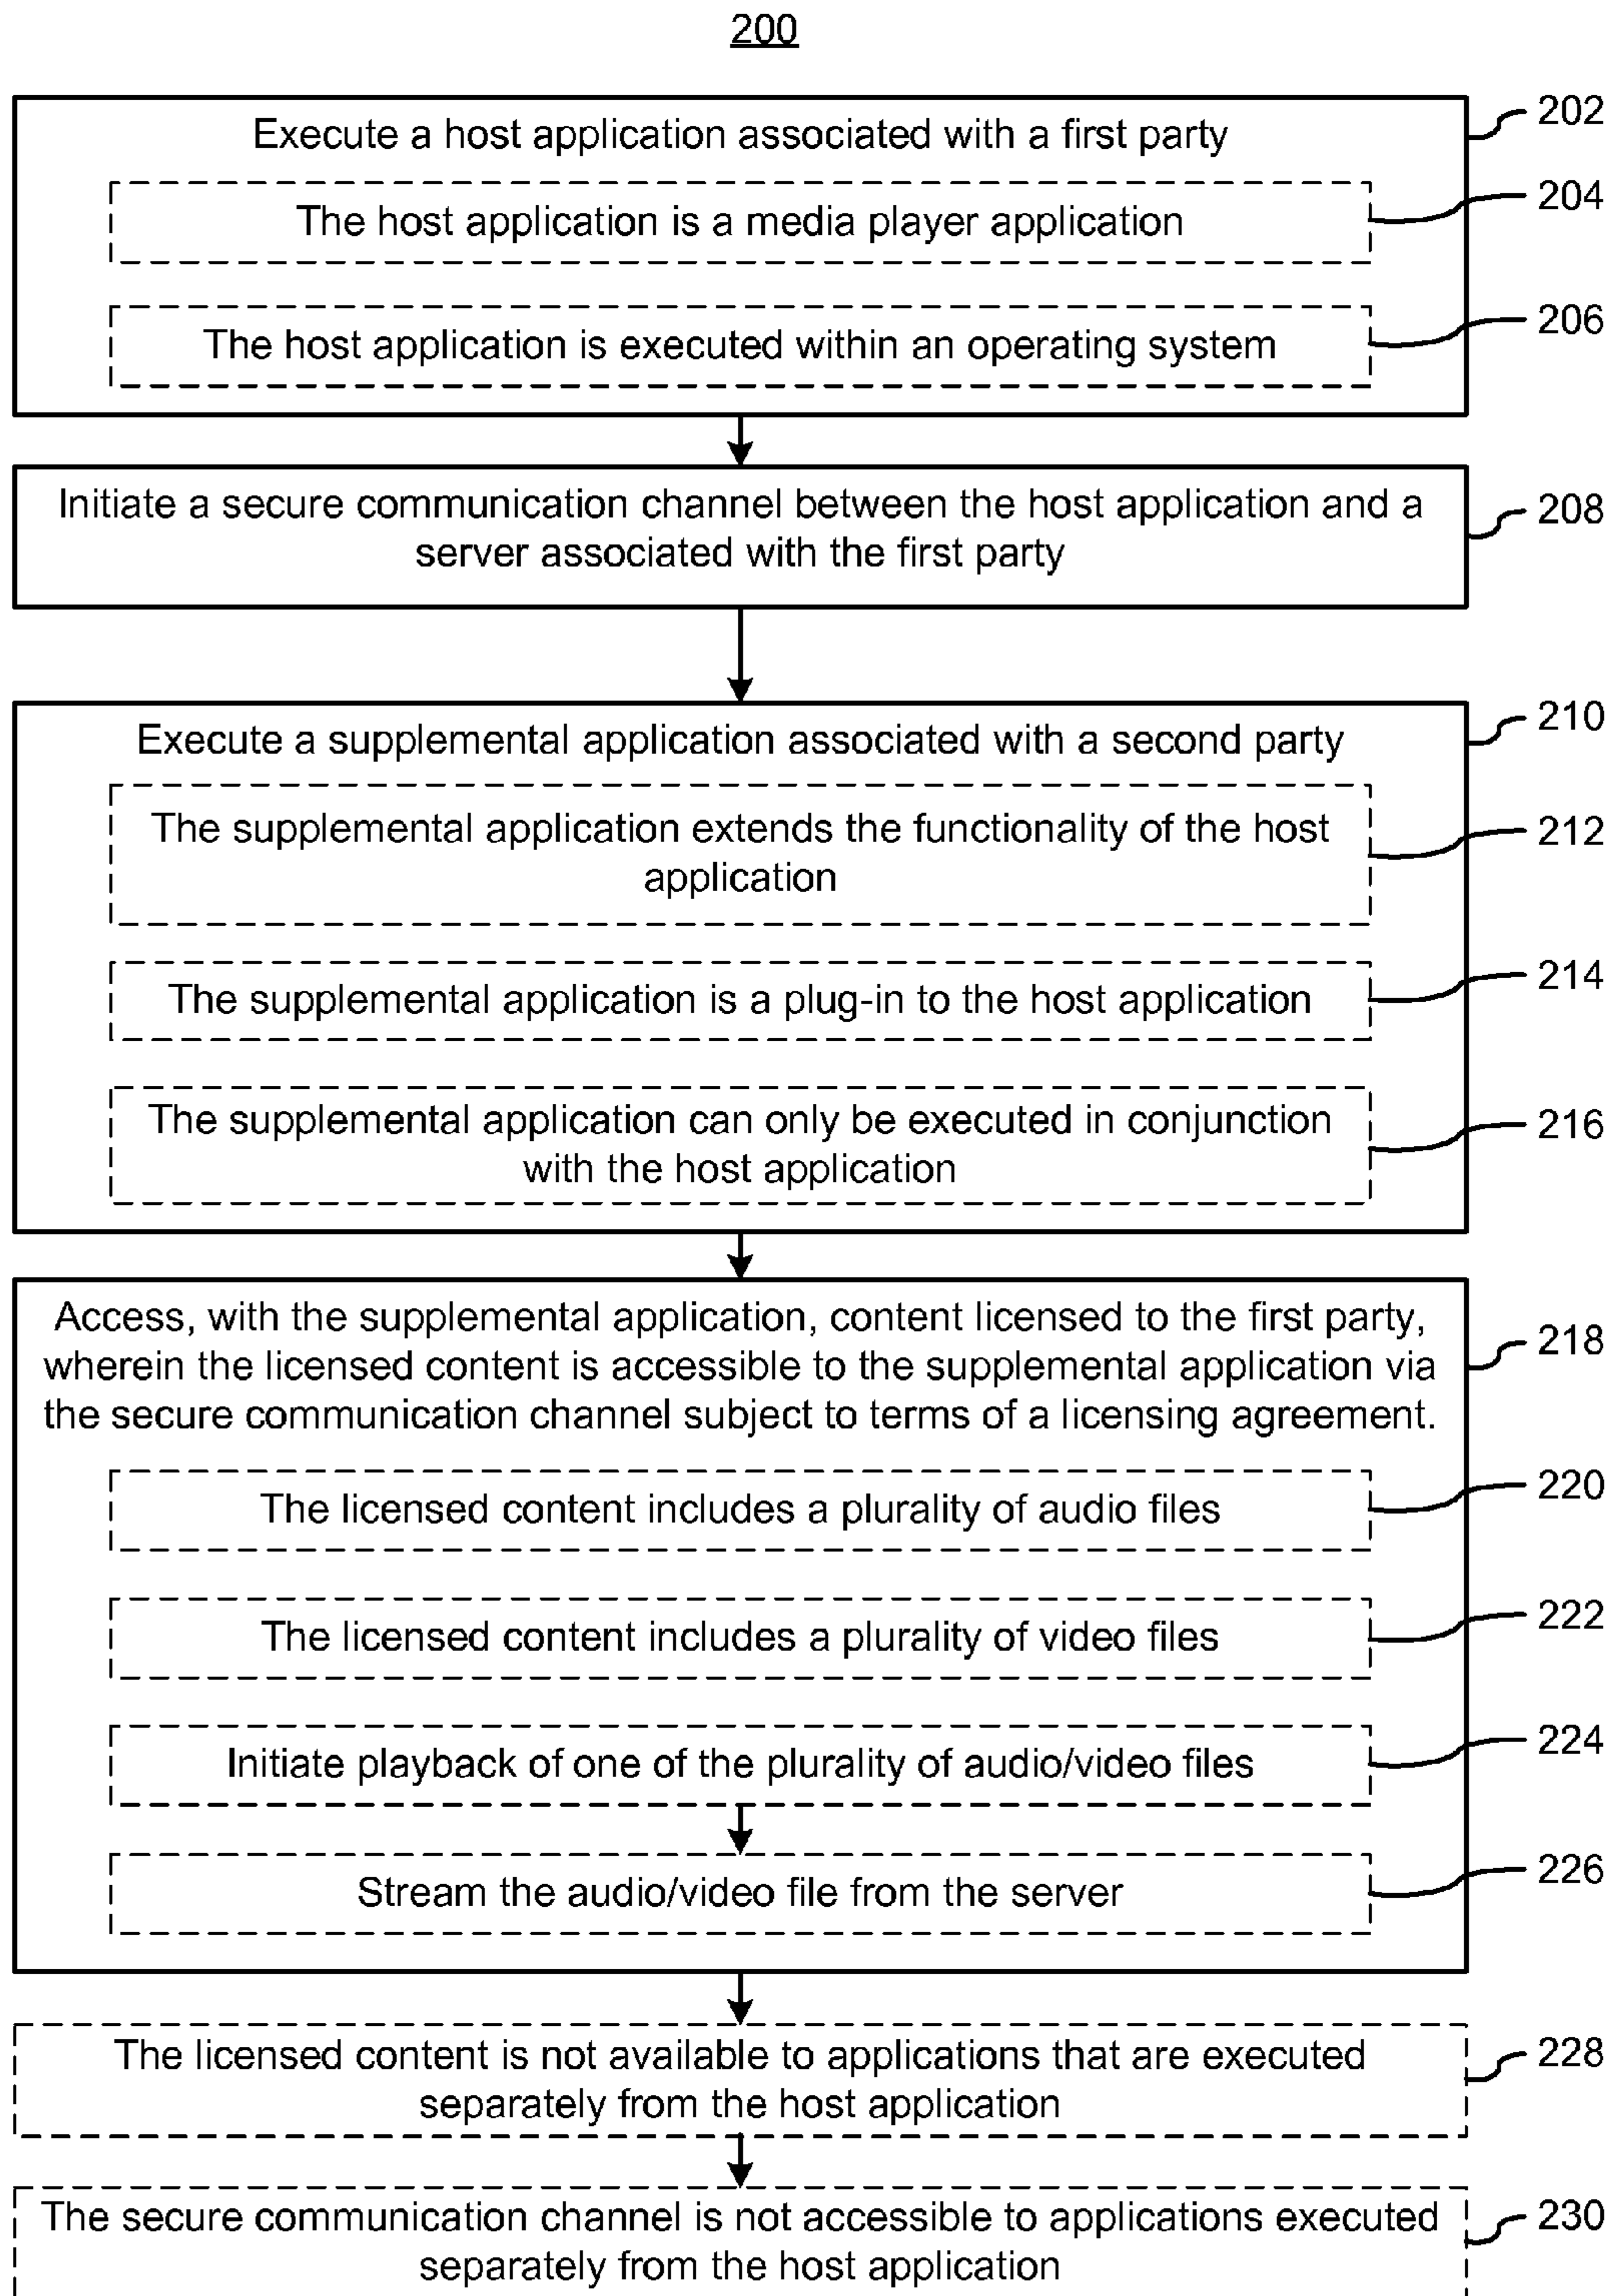 200
Execute a host application associated with a first party
202
The host application is a media player application
204
The host application is executed within an operating system
206
Initiate a secure communication channel between the host application and a
server associated with the first party
208
Execute a supplemental application associated with a second party
210
The supplemental application extends the functionality of the host
application
212
The supplemental application is a plug-in to the host application
214
The supplemental application can only be executed in conjunction
with the host application
216
Access, with the supplemental application, content licensed to the first party,
wherein the licensed content is accessible to the supplemental application via
the secure communication channel subject to terms of a licensing agreement.
218
The licensed content includes a plurality of audio files
220
The licensed content includes a plurality of video files
222
Initiate playback of one of the plurality of audio/video files
224
Stream the audio/video file from the server
226
The licensed content is not available to applications that are executed
separately from the host application
228
The secure communication channel is not accessible to applications executed
separately from the host application
230